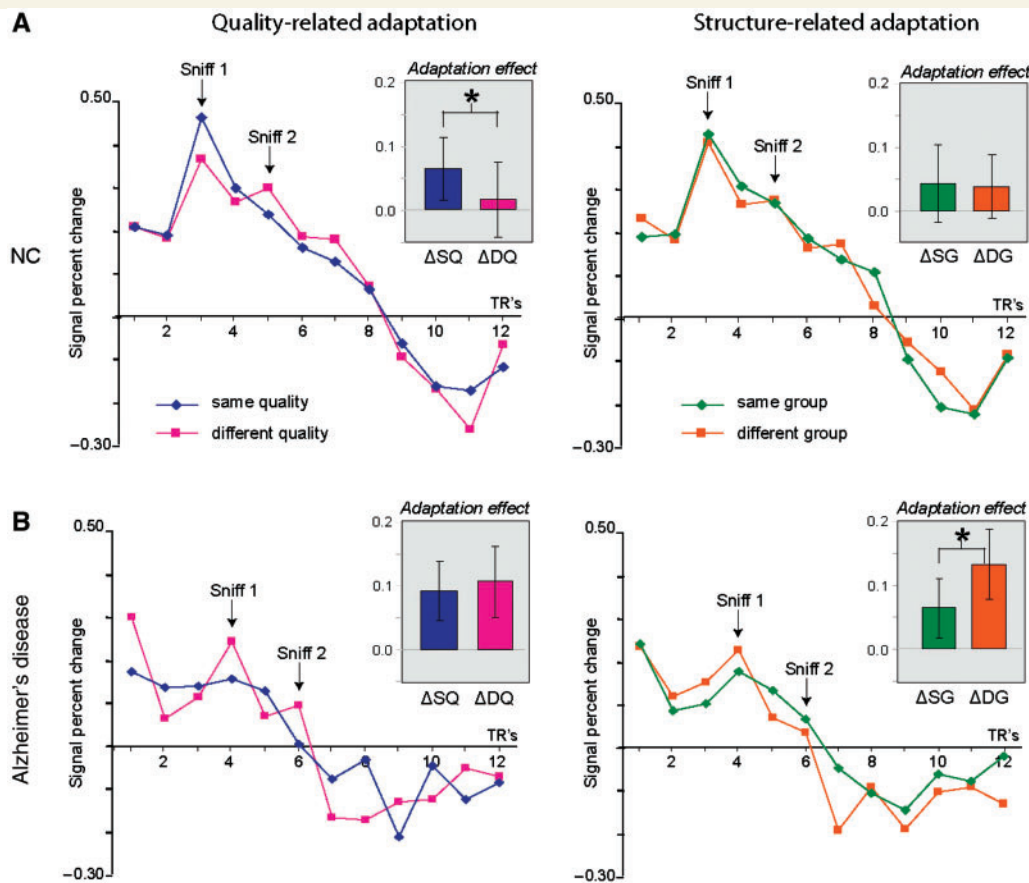 A
Quality-related adaptation
Structure-related adaptation
NC
Signal percent change
0.50
−0.30
Sniff 1
Sniff 2
Adaptation effect
0.2
0.1
0.0
*
ΔSQ ΔDQ
TR's
2 4 6 8 10 12
same quality
different quality
Signal percent change
0.50
−0.30
Sniff 1
Sniff 2
Adaptation effect
0.2
0.1
0.0
ΔSG ΔDG
TR's
2 4 6 8 10 12
same group
different group
B
Alzheimer's disease
Signal percent change
0.50
−0.30
Sniff 1
Sniff 2
Adaptation effect
0.2
0.1
0.0
ΔSQ ΔDQ
TR's
2 4 6 8 10 12
Signal percent change
0.50
−0.30
Sniff 1
Sniff 2
Adaptation effect
0.2
0.1
0.0
*
ΔSG ΔDG
TR's
2 4 6 8 10 12